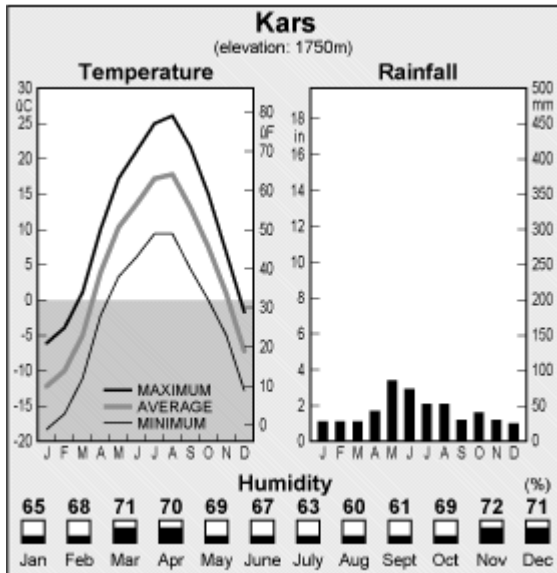 Kars
(elevation: 1750m)
Temperature
Rainfall
30
ûC
25
20
15
10
5
0
-5
-10
-15
-20
80
ûF
70
60
50
40
30
20
10
0
MAXIMUM
AVERAGE
MINIMUM
J F M A M J J A S O N D
18
in
16
14
12
10
8
6
4
2
0
500
mm
450
400
350
300
250
200
150
100
50
0
J F M A M J J A S O N D
Humidity (%)
65 68 71 70 69 67 63 60 61 69 72 71
Jan Feb Mar Apr May June July Aug Sept Oct Nov Dec